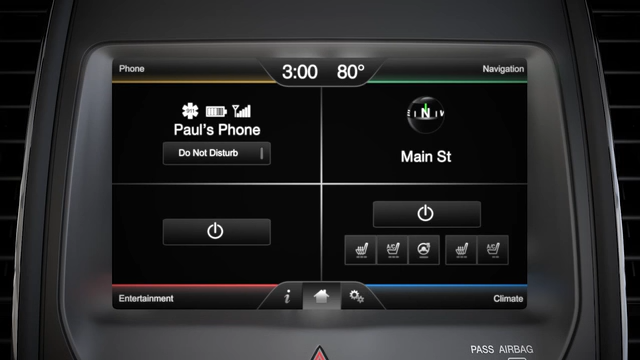 Phone
3:00 80°
Navigation
Paul's Phone
Do Not Disturb
N
Main St
Entertainment
i
Climate
PASS AIRBAG